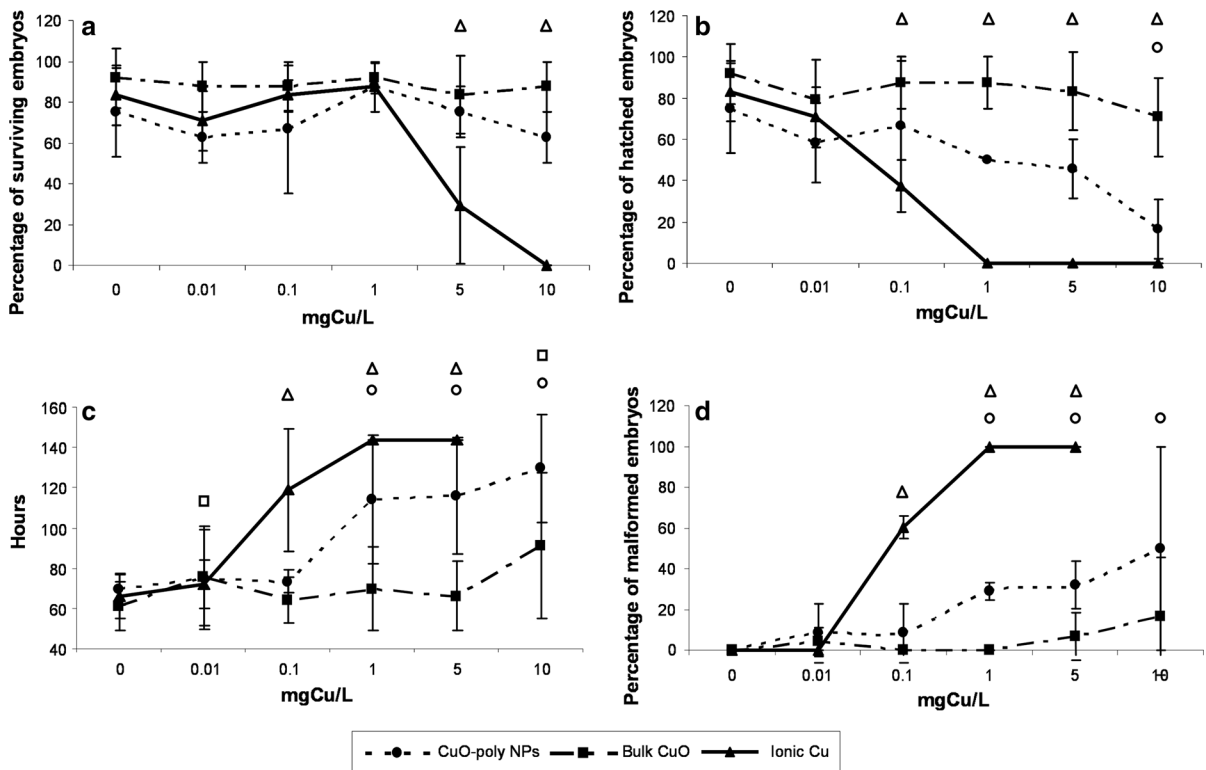 a
Percentage of surviving embryos
120
100
80
60
40
20
0
0 0.01 0.1 1 5 10
mgCu/L
b
Percentage of hatched embryos
120
100
80
60
40
20
0
0 0.01 0.1 1 5 10
mgCu/L
c
Hours
160
140
120
100
80
60
40
0 0.01 0.1 1 5 10
mgCu/L
d
Percentage of malformed embryos
120
100
80
60
40
20
0
0 0.01 0.1 1 5 10
mgCu/L
CuO-poly NPs Bulk CuO Ionic Cu